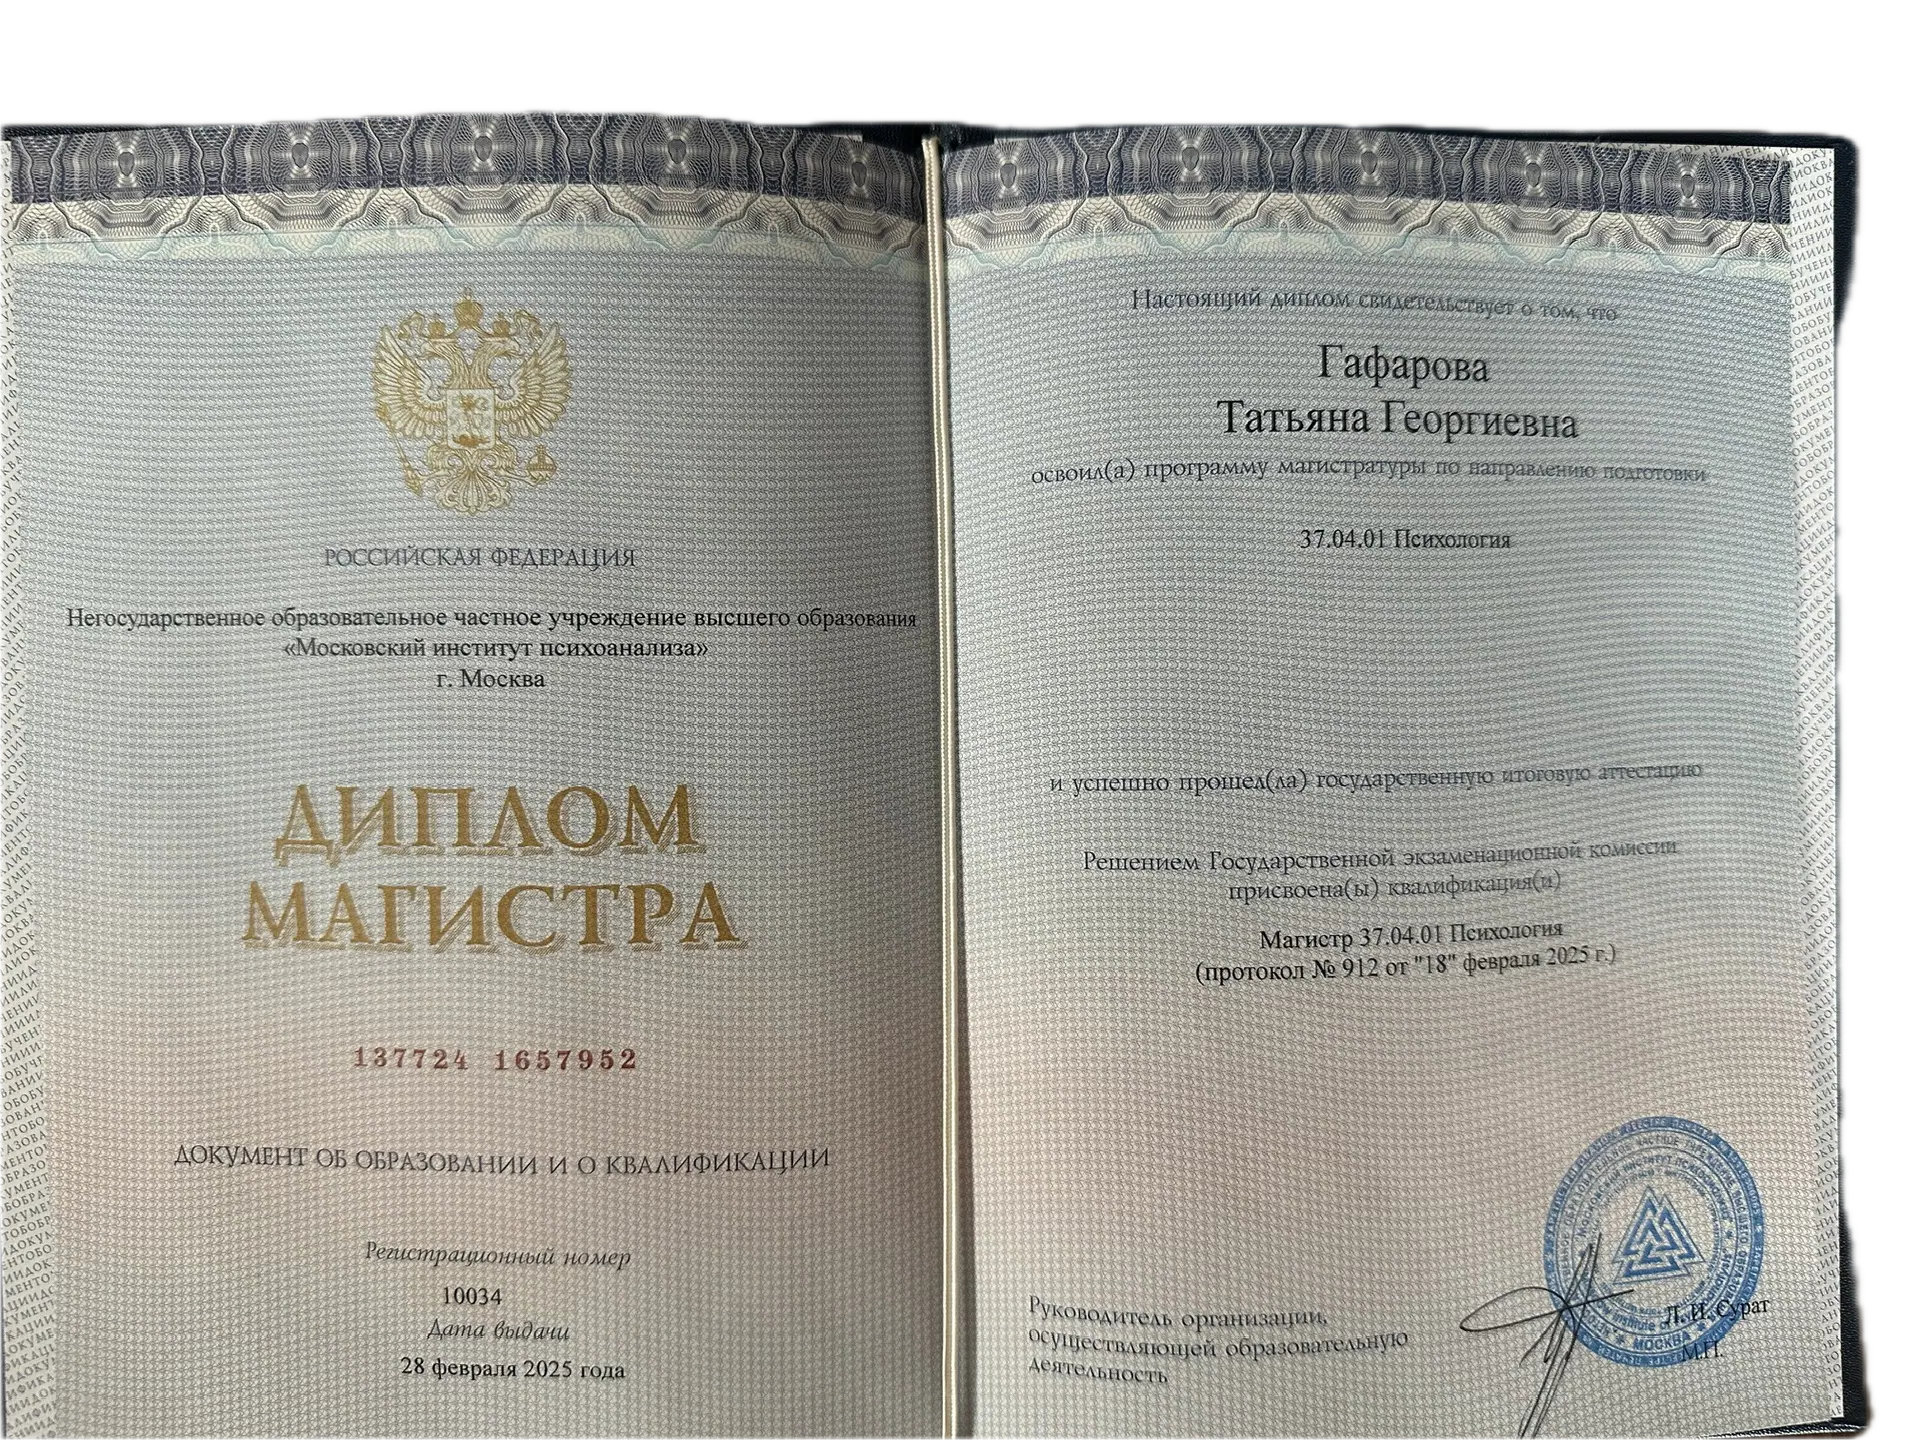 РОССИЙСКАЯ ФЕДЕРАЦИЯ
Негосударственное образовательное частное учреждение высшего образования
«Московский институт психоанализа»
г. Москва
ДИПЛОМ
МАГИСТРА
137724 1657952
ДОКУМЕНТ ОБ ОБРАЗОВАНИИ И О КВАЛИФИКАЦИИ
Регистрационный номер
10034
Дата выдачи
28 февраля 2025 года
Настоящий диплом свидетельствует о том, что
Гафарова
Татьяна Георгиевна
освоил(а) программу магистратуры по направлению подготовки
37.04.01 Психология
и успешно прошел(ла) государственную итоговую аттестацию
Решением Государственной экзаменационной комиссии
присвоена(ы) квалификация(и)
Магистр 37.04.01 Психология
(протокол № 912 от "18" февраля 2025 г.)
Руководитель организации,
осуществляющей образовательную
деятельность
Л. И. Сурат
М.П.
МОСКВА